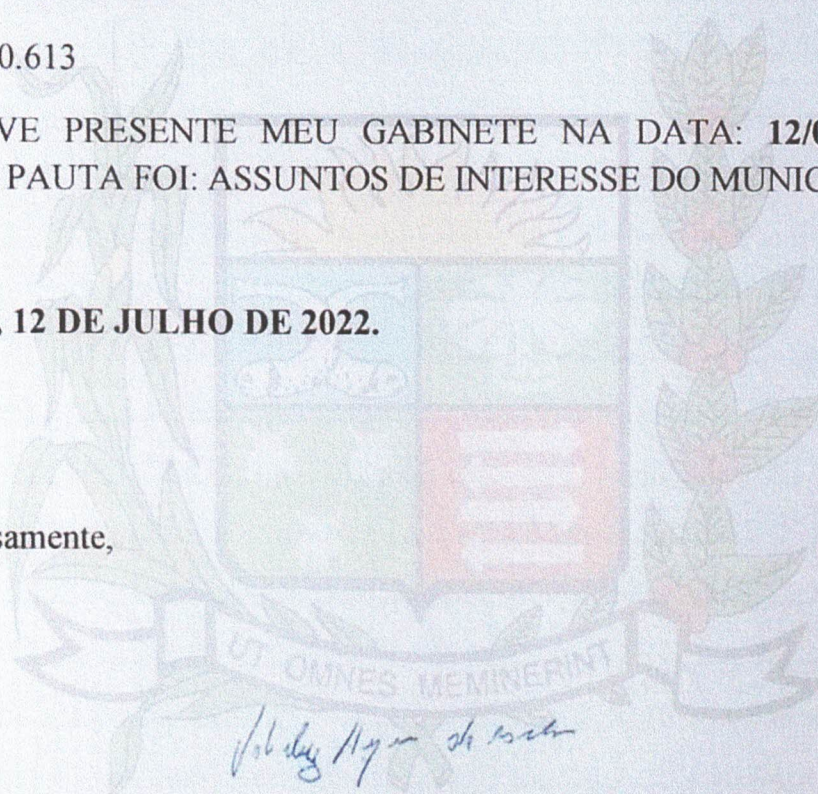 0.613
VE PRESENTE MEU GABINETE NA DATA: 12/0
PAUTA FOI: ASSUNTOS DE INTERESSE DO MUNIC
, 12 DE JULHO DE 2022.
samente,
UT OMNES MEMINERINT